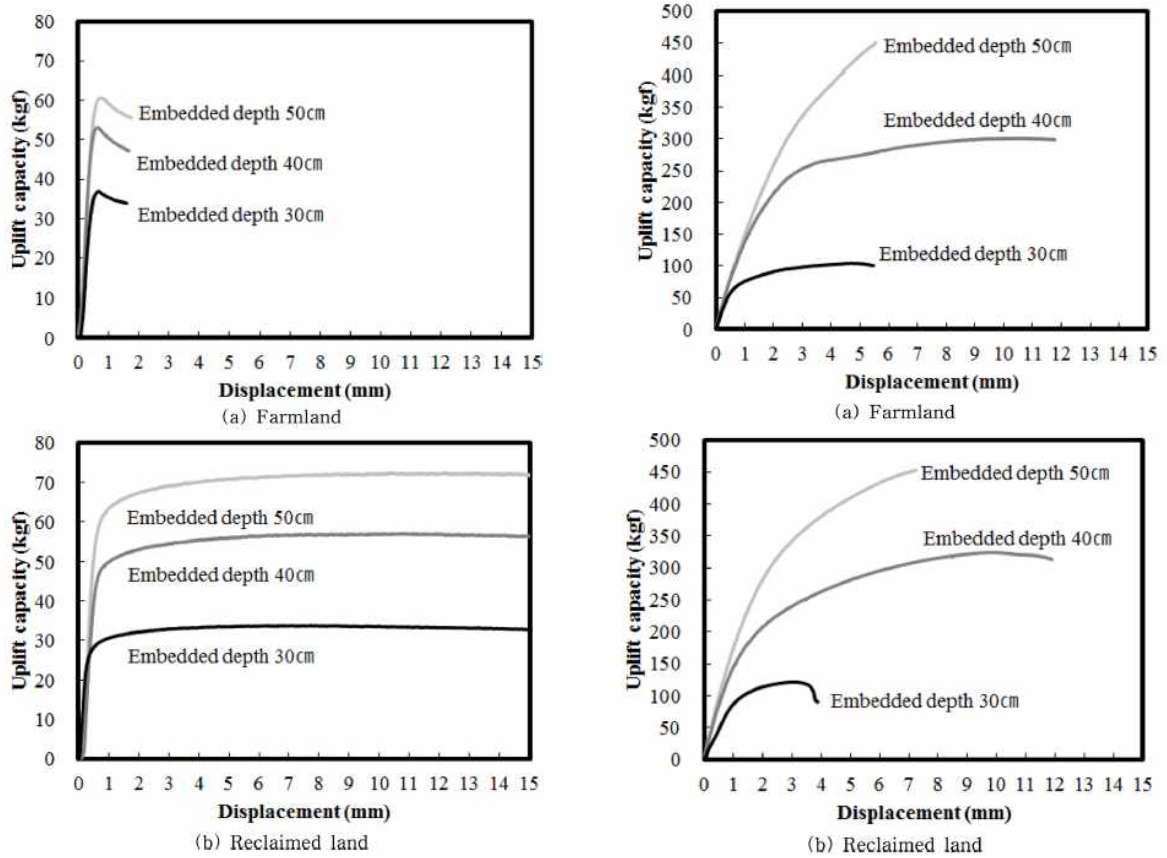 80
70
60
50
40
30
20
10
0
Uplift capacity (kgf)
Embedded depth 50㎝
Embedded depth 40㎝
Embedded depth 30㎝
0 1 2 3 4 5 6 7 8 9 10 11 12 13 14 15
Displacement (mm)
(a) Farmland
500
450
400
350
300
250
200
150
100
50
0
Uplift capacity (kgf)
Embedded depth 50㎝
Embedded depth 40㎝
Embedded depth 30㎝
0 1 2 3 4 5 6 7 8 9 10 11 12 13 14 15
Displacement (mm)
(a) Farmland
80
70
60
50
40
30
20
10
0
Uplift capacity (kgf)
Embedded depth 50㎝
Embedded depth 40㎝
Embedded depth 30㎝
0 1 2 3 4 5 6 7 8 9 10 11 12 13 14 15
Displacement (mm)
(b) Reclaimed land
500
450
400
350
300
250
200
150
100
50
0
Uplift capacity (kgf)
Embedded depth 50㎝
Embedded depth 40㎝
Embedded depth 30㎝
0 1 2 3 4 5 6 7 8 9 10 11 12 13 14 15
Displacement (mm)
(b) Reclaimed land